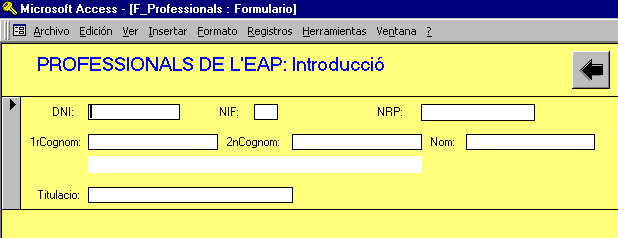 Microsoft Access - [F_Professionals : Formulario]
Archivo Edición Ver Insertar Formato Registros Herramientas Ventana ?
PROFESSIONALS DE L'EAP: Introducció
DNI: NIF: NRP:
1rCognom: 2nCognom: Nom:
Titulacio: